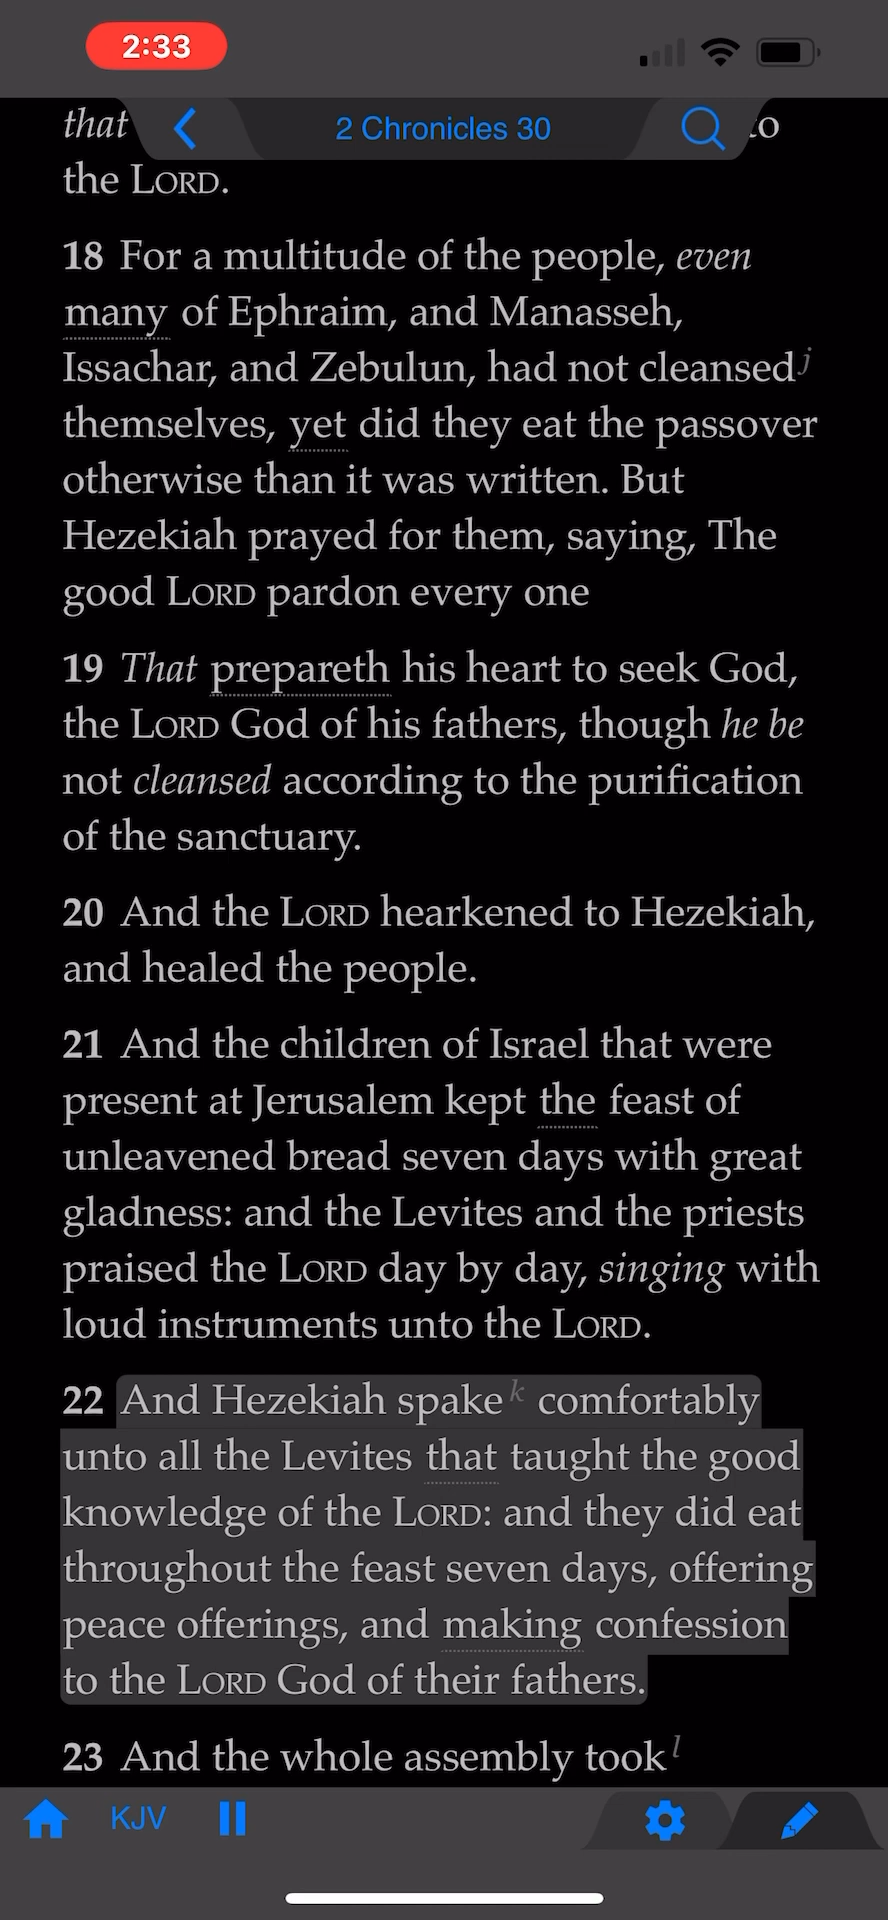 2:33
that
2 Chronicles 30
to
the LORD.
18 For a multitude of the people, even
many of Ephraim, and Manasseh,
Issachar, and Zebulun, had not cleansed j
themselves, yet did they eat the passover
otherwise than it was written. But
Hezekiah prayed for them, saying, The
good LORD pardon every one
19 That prepareth his heart to seek God,
the LORD God of his fathers, though he be
not cleansed according to the purification
of the sanctuary.
20 And the LORD hearkened to Hezekiah,
and healed the people.
21 And the children of Israel that were
present at Jerusalem kept the feast of
unleavened bread seven days with great
gladness: and the Levites and the priests
praised the LORD day by day, singing with
loud instruments unto the LORD.
22 And Hezekiah spake k comfortably
unto all the Levites that taught the good
knowledge of the LORD: and they did eat
throughout the feast seven days, offering
peace offerings, and making confession
to the LORD God of their fathers.
23 And the whole assembly took l
KJV